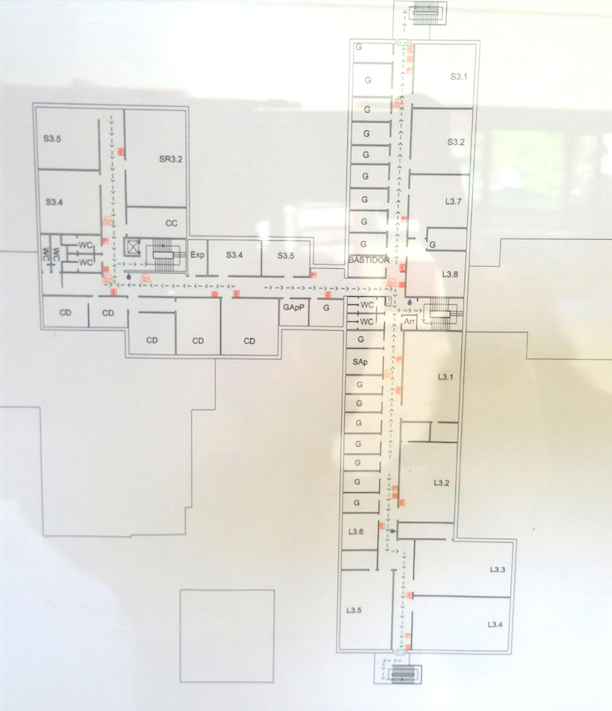 G
S3.1
G
G
S3.5
SR3.2
G
S3.2
G
G
S3.4
G
L3.7
CC
G
WC
WC
WC
WC
Exp
S3.4
S3.5
G
G
BASTIDOR
L3.8
CD
CD
CD
CD
CD
GApP
G
WC
WC
Arr
G
SAp
L3.1
G
G
G
G
G
G
G
L3.2
L3.6
L3.3
L3.5
L3.4